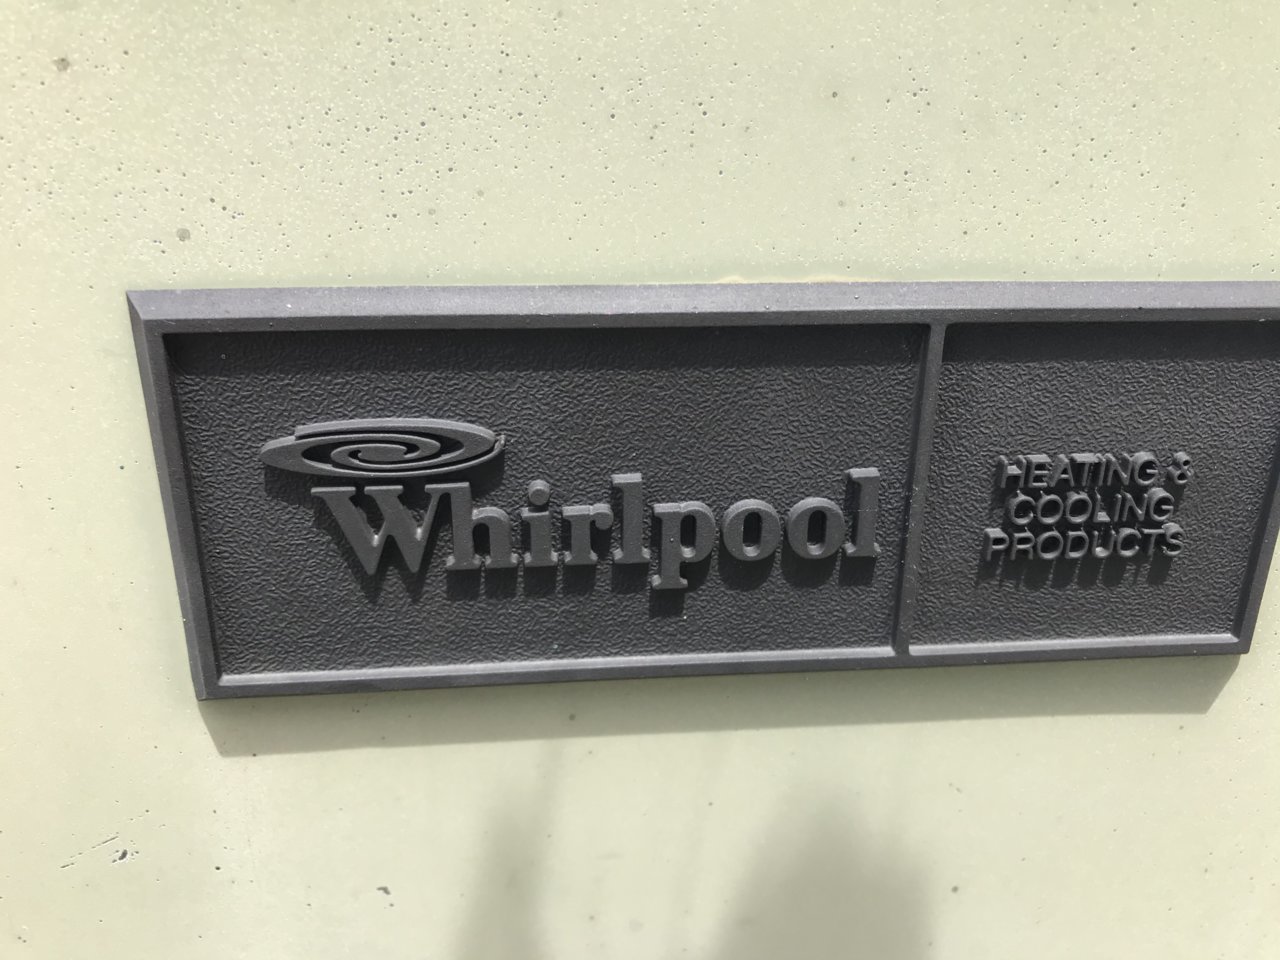 Whirlpool
HEATING &
COOLING
PRODUCTS